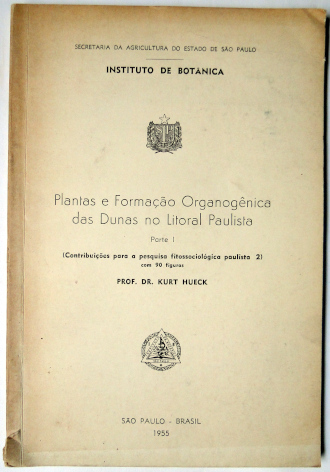 SECRETARIA DA AGRICULTURA DO ESTADO DE SÃO PAULO
INSTITUTO DE BOTÂNICA
Plantas e Formação Organogênica
das Dunas no Litoral Paulista
Parte I
(Contribuições para a pesquisa fitossociológica paulista 2)
com 90 figuras
PROF. DR. KURT HUECK
SÃO PAULO - BRASIL
1955